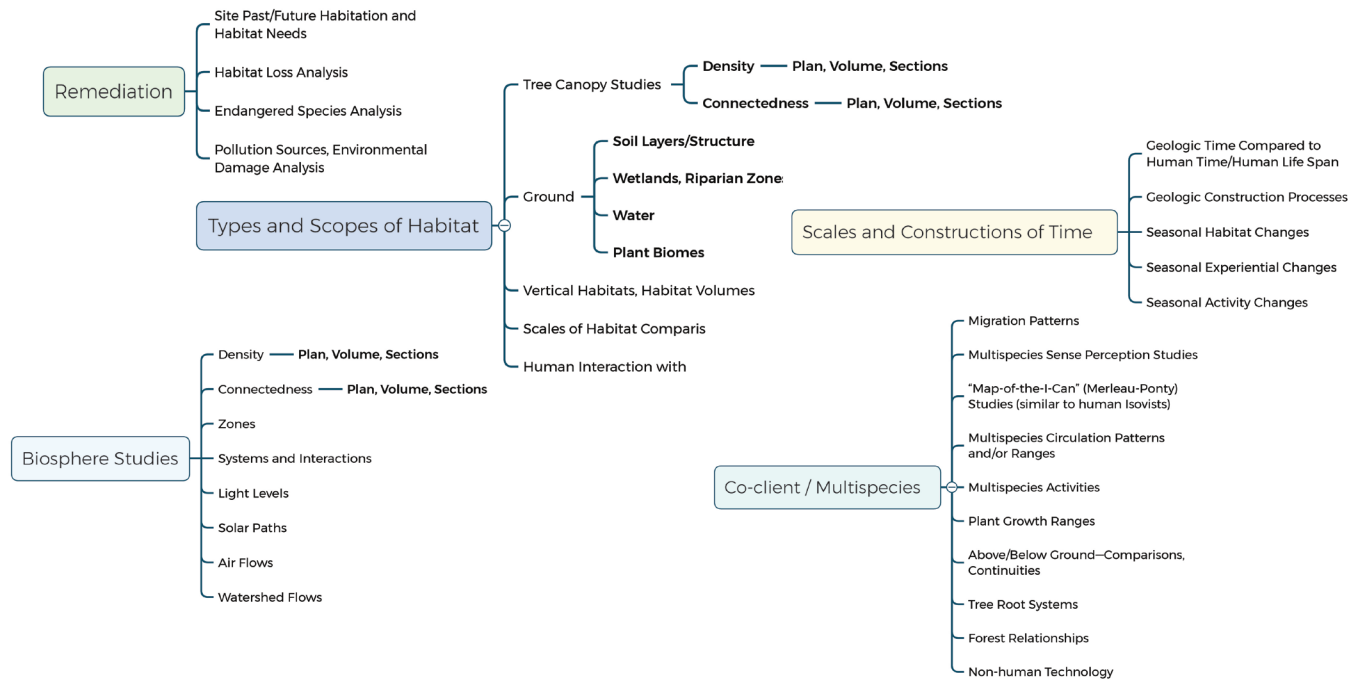 Remediation
Site Past/Future Habitation and
Habitat Needs
Habitat Loss Analysis
Endangered Species Analysis
Pollution Sources, Environmental
Damage Analysis
Types and Scopes of Habitat
Tree Canopy Studies
Density
Plan, Volume, Sections
Connectedness
Plan, Volume, Sections
Ground
Soil Layers/Structure
Wetlands, Riparian Zones
Water
Plant Biomes
Vertical Habitats, Habitat Volumes
Scales of Habitat Comparis
Human Interaction with
Scales and Constructions of Time
Geologic Time Compared to
Human Time/Human Life Span
Geologic Construction Processes
Seasonal Habitat Changes
Seasonal Experiential Changes
Seasonal Activity Changes
Biosphere Studies
Density
Plan, Volume, Sections
Connectedness
Plan, Volume, Sections
Zones
Systems and Interactions
Light Levels
Solar Paths
Air Flows
Watershed Flows
Co-client / Multispecies
Migration Patterns
Multispecies Sense Perception Studies
“Map-of-the-I-Can” (Merleau-Ponty)
Studies (similar to human Isovists)
Multispecies Circulation Patterns
and/or Ranges
Multispecies Activities
Plant Growth Ranges
Above/Below Ground—Comparisons,
Continuities
Tree Root Systems
Forest Relationships
Non-human Technology